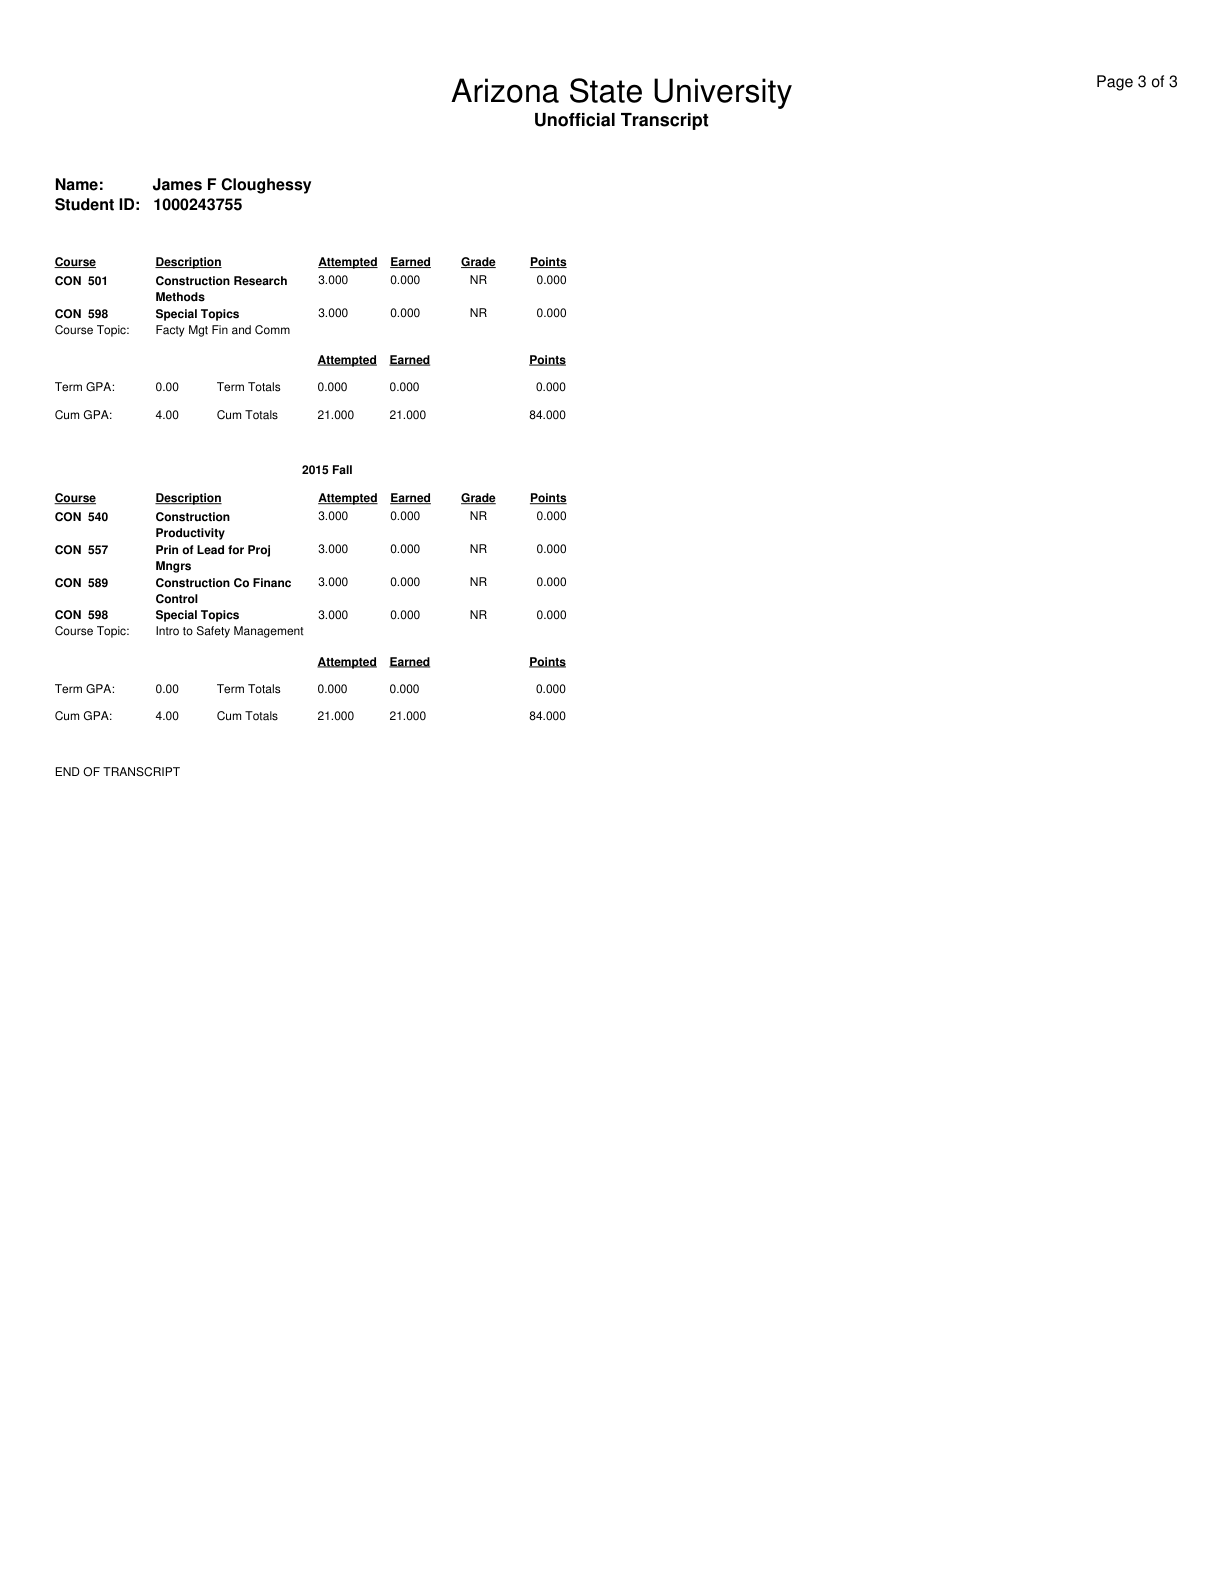 Page 3 of 3
Arizona State University
Unofficial Transcript
Name: James F Cloughessy
Student ID: 1000243755
Course Description Attempted Earned Grade Points
CON 501 Construction Research 3.000 0.000 NR 0.000
Methods
CON 598 Special Topics 3.000 0.000 NR 0.000
Course Topic: Facty Mgt Fin and Comm
Attempted Earned Points
Term GPA: 0.00 Term Totals 0.000 0.000 0.000
Cum GPA: 4.00 Cum Totals 21.000 21.000 84.000
2015 Fall
Course Description Attempted Earned Grade Points
CON 540 Construction 3.000 0.000 NR 0.000
Productivity
CON 557 Prin of Lead for Proj 3.000 0.000 NR 0.000
Mngrs
CON 589 Construction Co Financ 3.000 0.000 NR 0.000
Control
CON 598 Special Topics 3.000 0.000 NR 0.000
Course Topic: Intro to Safety Management
Attempted Earned Points
Term GPA: 0.00 Term Totals 0.000 0.000 0.000
Cum GPA: 4.00 Cum Totals 21.000 21.000 84.000
END OF TRANSCRIPT